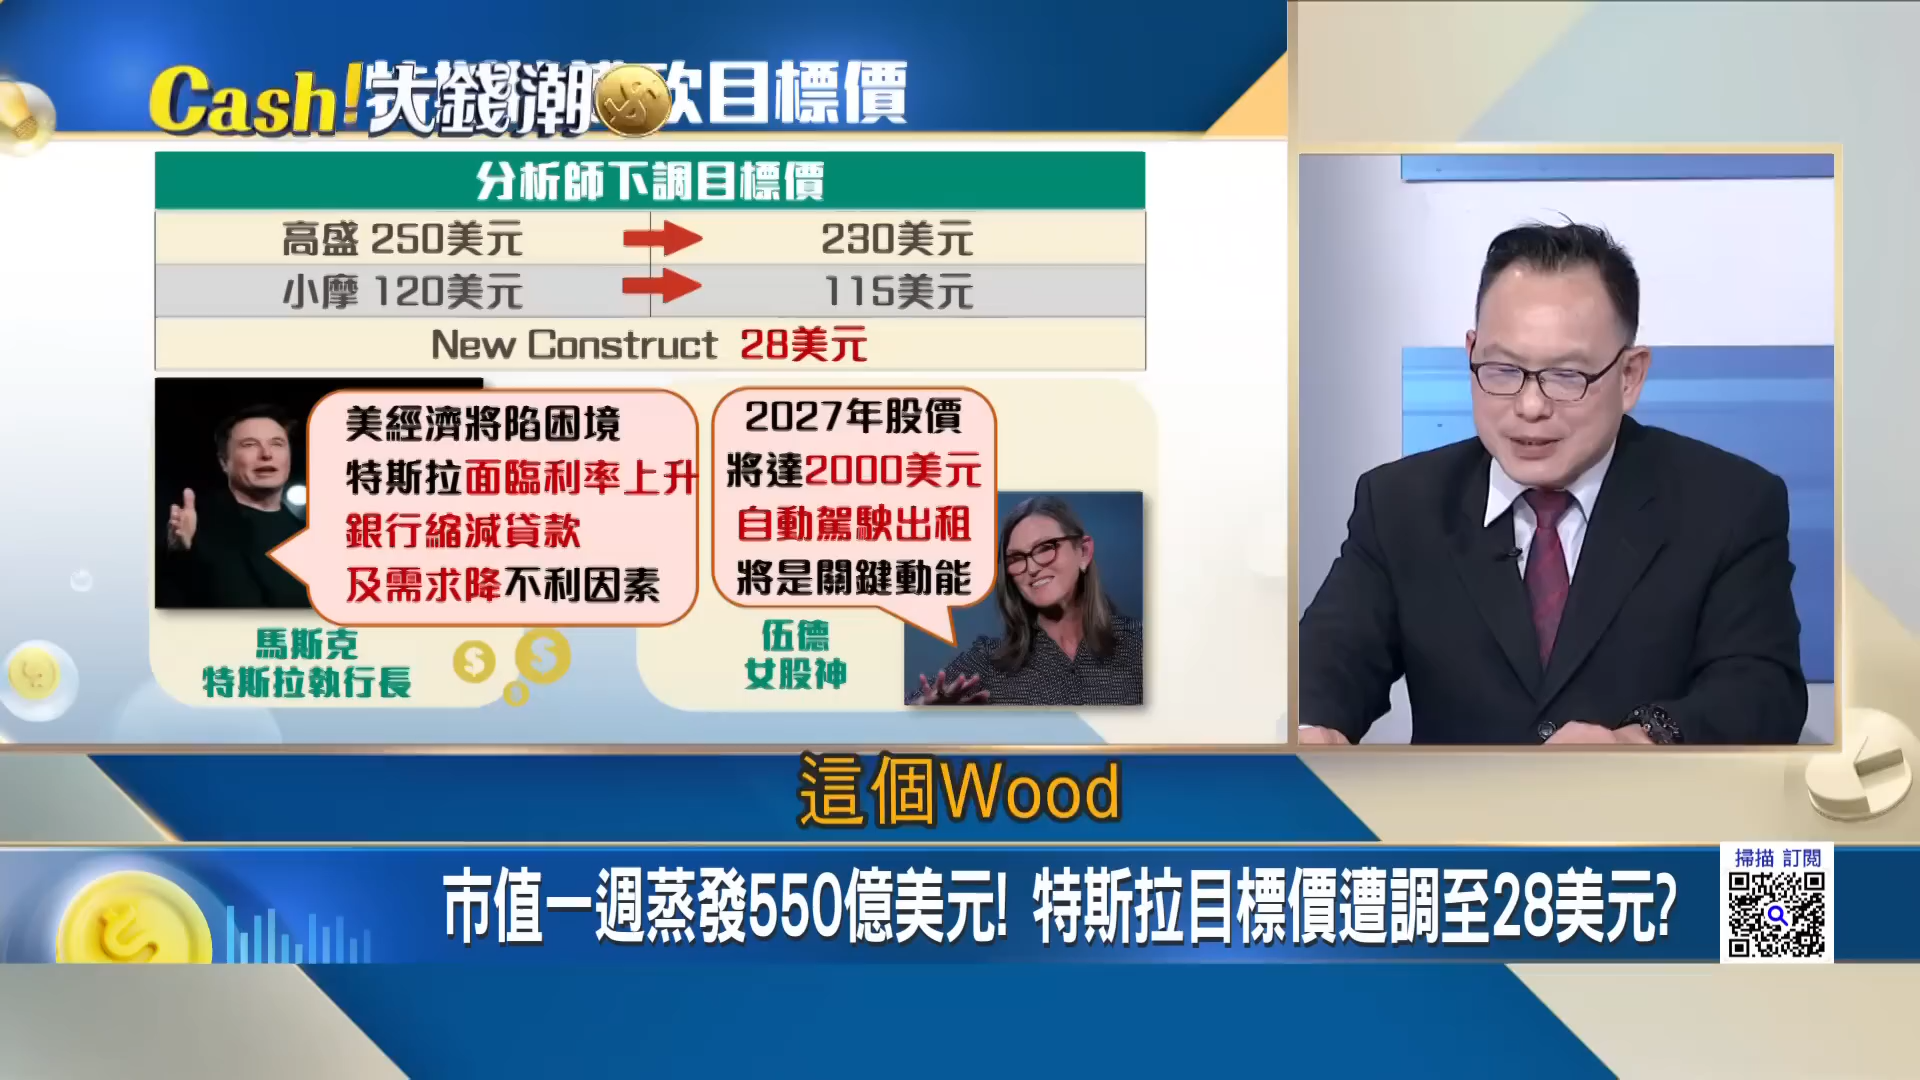 Cash!大錢潮
欧目標價
分析師下調目標價
高盛 250美元
230美元
小摩 120美元
115美元
New Construct 28美元
美經濟將陷困境
特斯拉面臨利率上升
銀行縮減貸款
及需求降不利因素
馬斯克
特斯拉執行長
2027年股價
將達2000美元
自動駕駛出租
將是關鍵動能
伍德
女股神
這個Wood
市值一週蒸發550億美元! 特斯拉目標價遭調至28美元?
掃描 訂閱